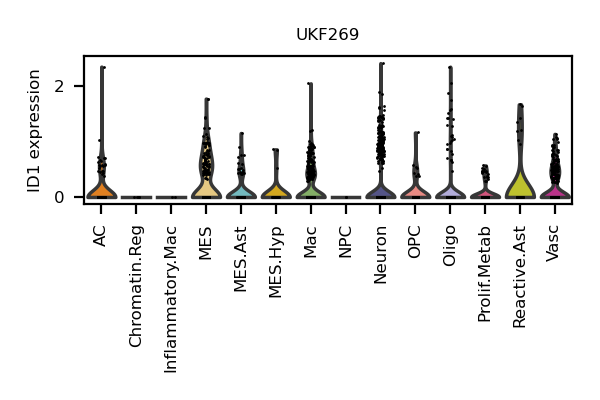 UKF269
ID1 expression
2
0
AC
Chromatin.Reg
Inflammatory.Mac
MES
MES.Ast
MES.Hyp
Mac
NPC
Neuron
OPC
Oligo
Prolif.Metab
Reactive.Ast
Vasc